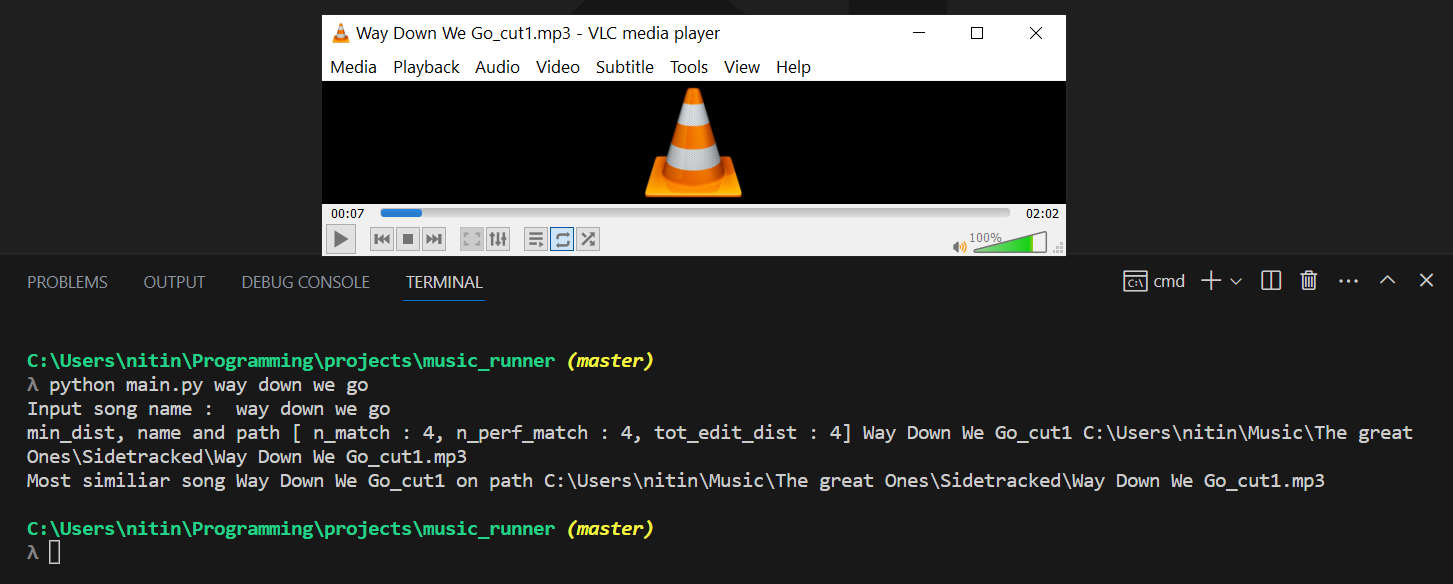 Way Down We Go_cut1.mp3 - VLC media player
Media Playback Audio Video Subtitle Tools View Help
00:07 02:02
100%
PROBLEMS OUTPUT DEBUG CONSOLE TERMINAL cmd
C:\Users\nitin\Programming\projects\music_runner (master)
λ python main.py way down we go
Input song name :  way down we go
min_dist, name and path [ n_match : 4, n_perf_match : 4, tot_edit_dist : 4] Way Down We Go_cut1 C:\Users\nitin\Music\The great
Ones\Sidetracked\Way Down We Go_cut1.mp3
Most similiar song Way Down We Go_cut1 on path C:\Users\nitin\Music\The great Ones\Sidetracked\Way Down We Go_cut1.mp3
C:\Users\nitin\Programming\projects\music_runner (master)
λ